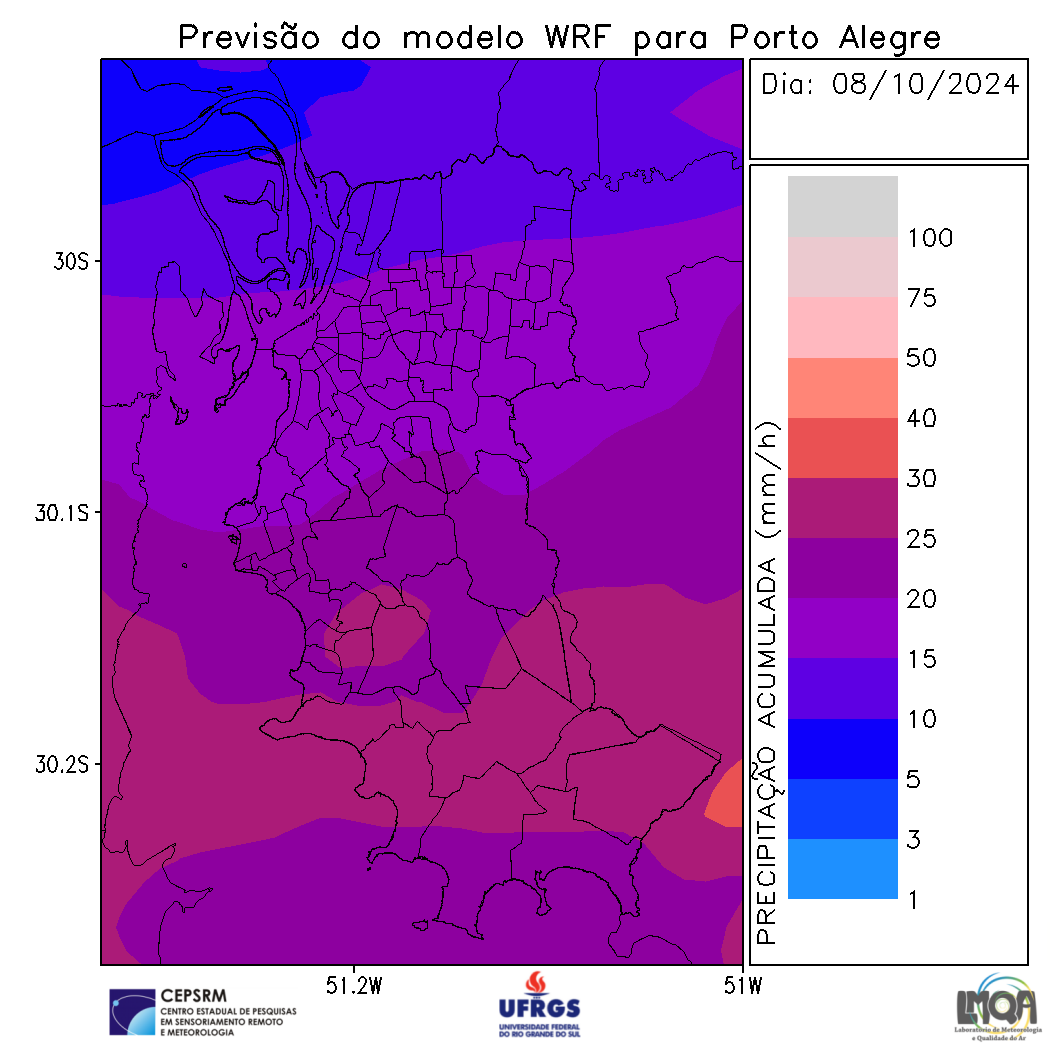 Previsão do modelo WRF para Porto Alegre
Dia: 08/10/2024
30S
30.1S
30.2S
51.2W
51W
PRECIPITAÇÃO ACUMULADA (mm/h)
100
75
50
40
30
25
20
15
10
5
3
1
CEPSRM
CENTRO ESTADUAL DE PESQUISAS
EM SENSORIAMENTO REMOTO
E METEOROLOGIA
UFRGS
UNIVERSIDADE FEDERAL
DO RIO GRANDE DO SUL
LMQA
Laboratório de Meteorologia
e Qualidade do Ar